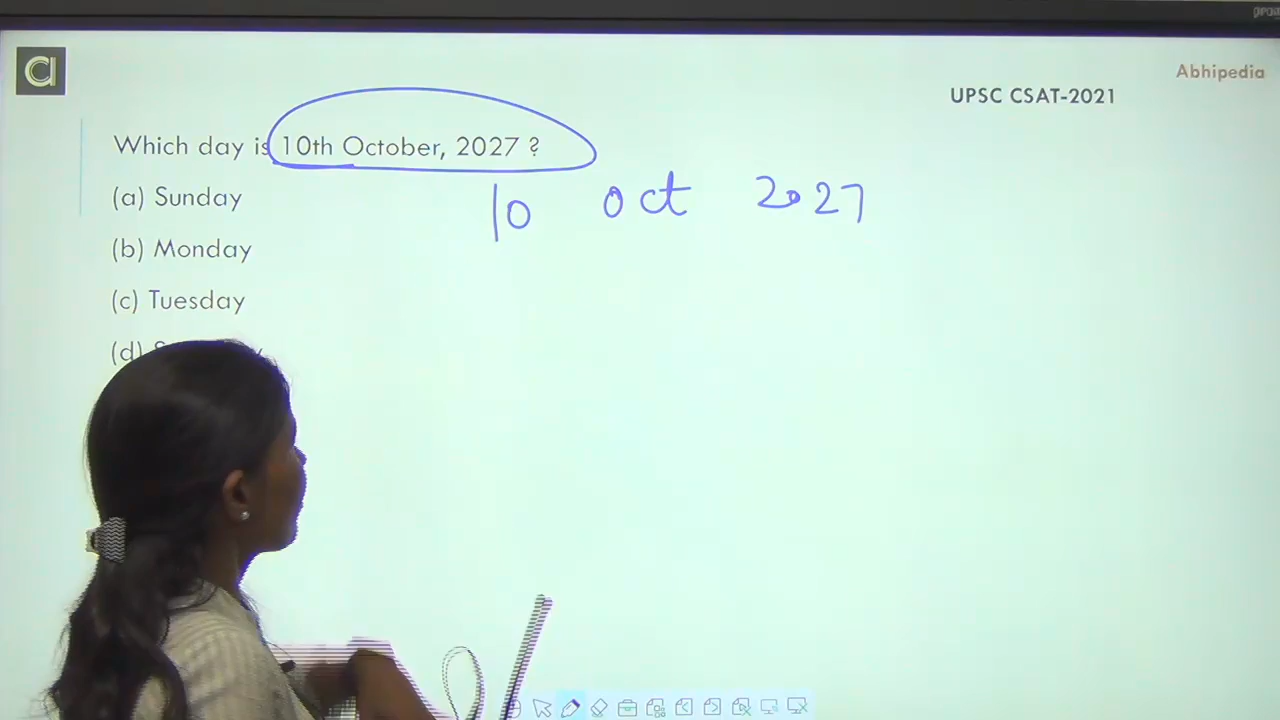 Abhipedia
UPSC CSAT-2021
Which day is 10th October, 2027 ?
(a) Sunday
10 oct 2027
(b) Monday
(c) Tuesday
(d)